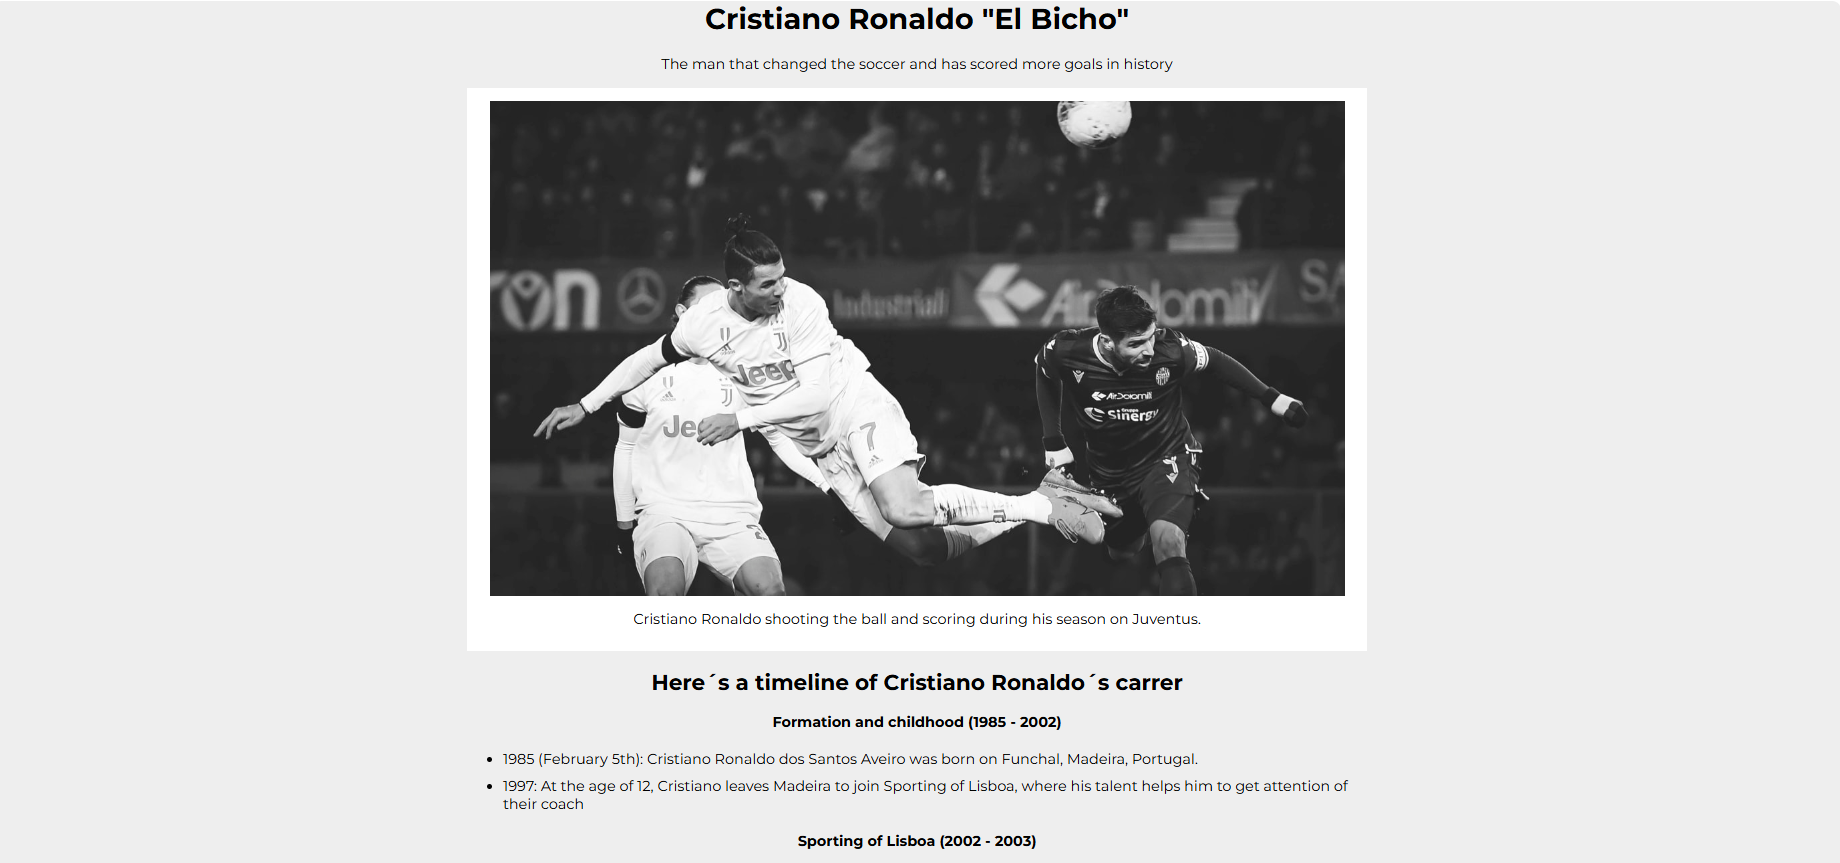 Cristiano Ronaldo "El Bicho"
The man that changed the soccer and has scored more goals in history
AirDolomiti
Industriali
Jeep
Jee
7
AirDolomiti
Gruppo
Sinergy
Cristiano Ronaldo shooting the ball and scoring during his season on Juventus.
Here´s a timeline of Cristiano Ronaldo´s carrer
Formation and childhood (1985 - 2002)
• 1985 (February 5th): Cristiano Ronaldo dos Santos Aveiro was born on Funchal, Madeira, Portugal.
• 1997: At the age of 12, Cristiano leaves Madeira to join Sporting of Lisboa, where his talent helps him to get attention of
their coach
Sporting of Lisboa (2002 - 2003)